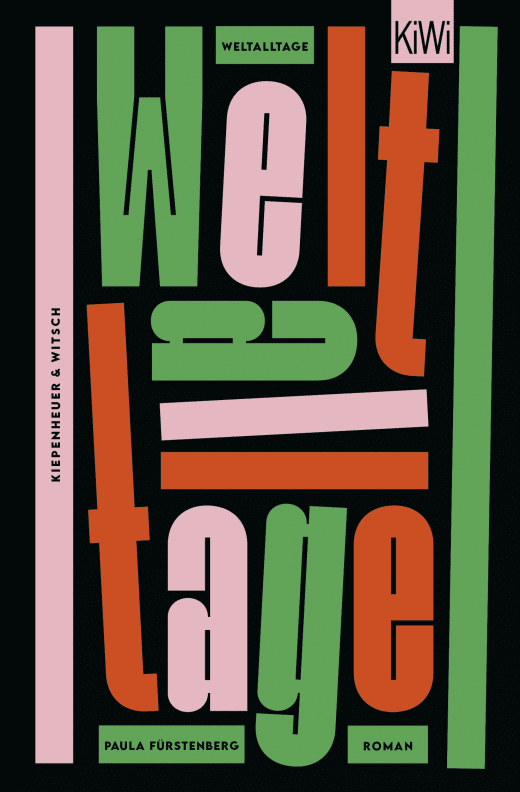 WELTALLTAGE
KiWi
Welt
all
tage
KIEPENHEUER & WITSCH
PAULA FÜRSTENBERG
ROMAN